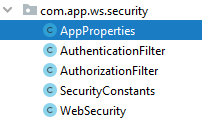 com.app.ws.security
AppProperties
AuthenticationFilter
AuthorizationFilter
SecurityConstants
WebSecurity